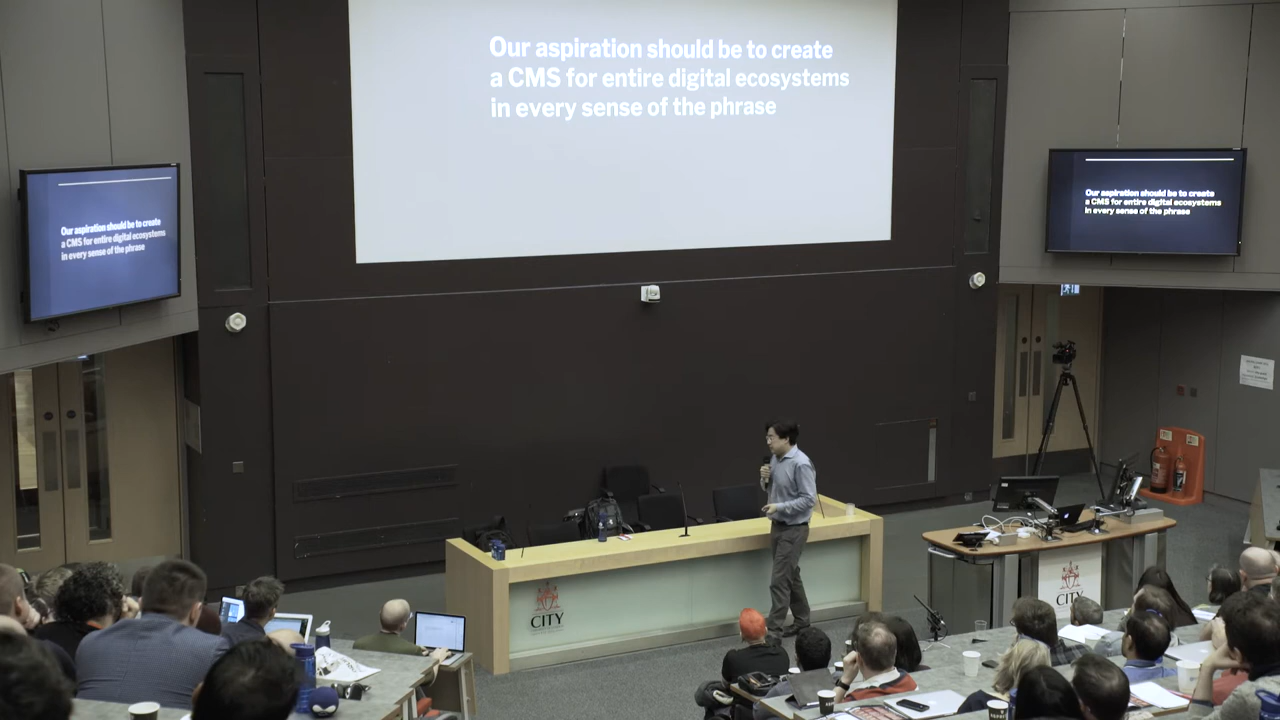 Our aspiration should be to create
a CMS for entire digital ecosystems
in every sense of the phrase
Our aspiration should be to create
a CMS for entire digital ecosystems
in every sense of the phrase
Our aspiration should be to create
a CMS for entire digital ecosystems
in every sense of the phrase
CITY
CITY